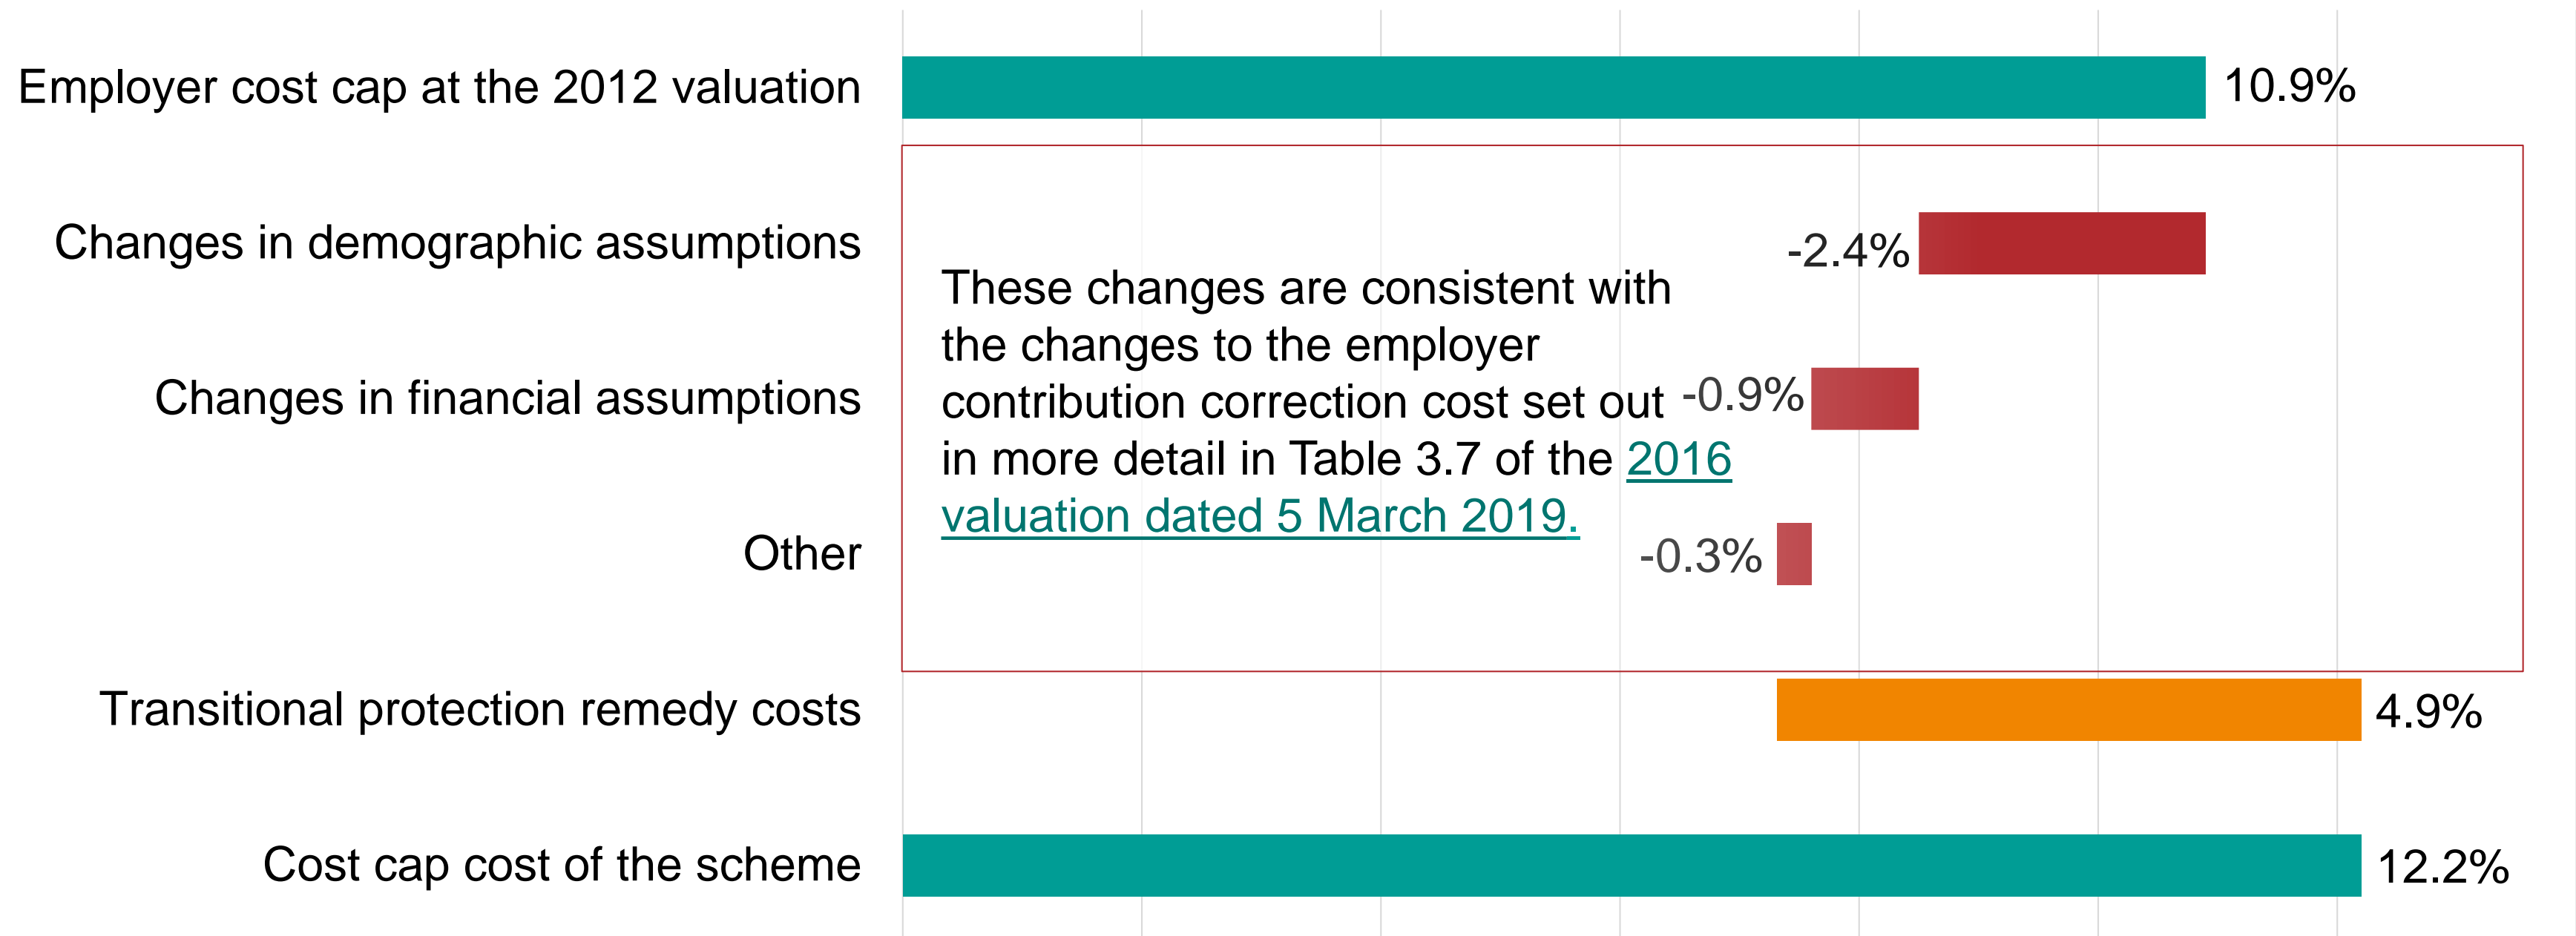 Employer cost cap at the 2012 valuation
10.9%
Changes in demographic assumptions
-2.4%
These changes are consistent with
the changes to the employer
contribution correction cost set out
in more detail in Table 3.7 of the 2016
valuation dated 5 March 2019.
Changes in financial assumptions
-0.9%
Other
-0.3%
Transitional protection remedy costs
4.9%
Cost cap cost of the scheme
12.2%